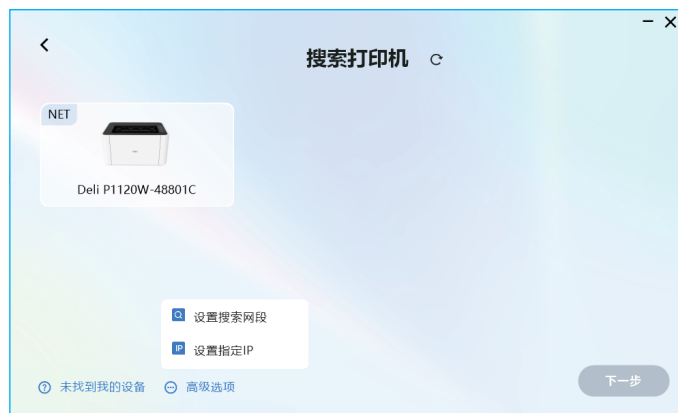 搜索打印机
NET
Deli P1120W-48801C
设置搜索网段
IP 设置指定IP
未找到我的设备
高级选项
下一步